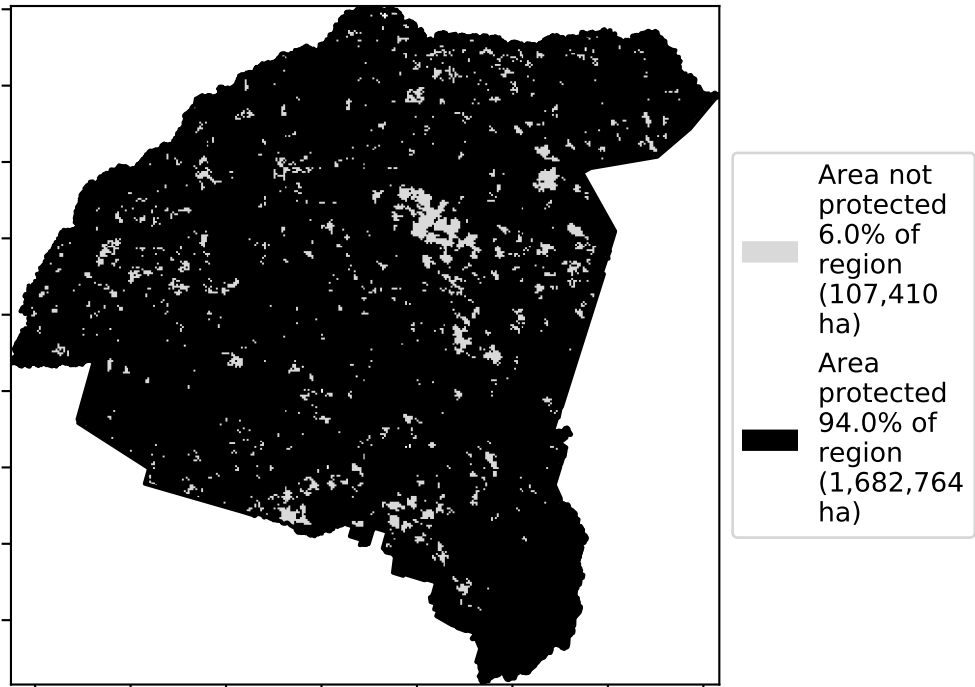 Area not
protected
6.0% of
region
(107,410
ha)
Area
protected
94.0% of
region
(1,682,764
ha)